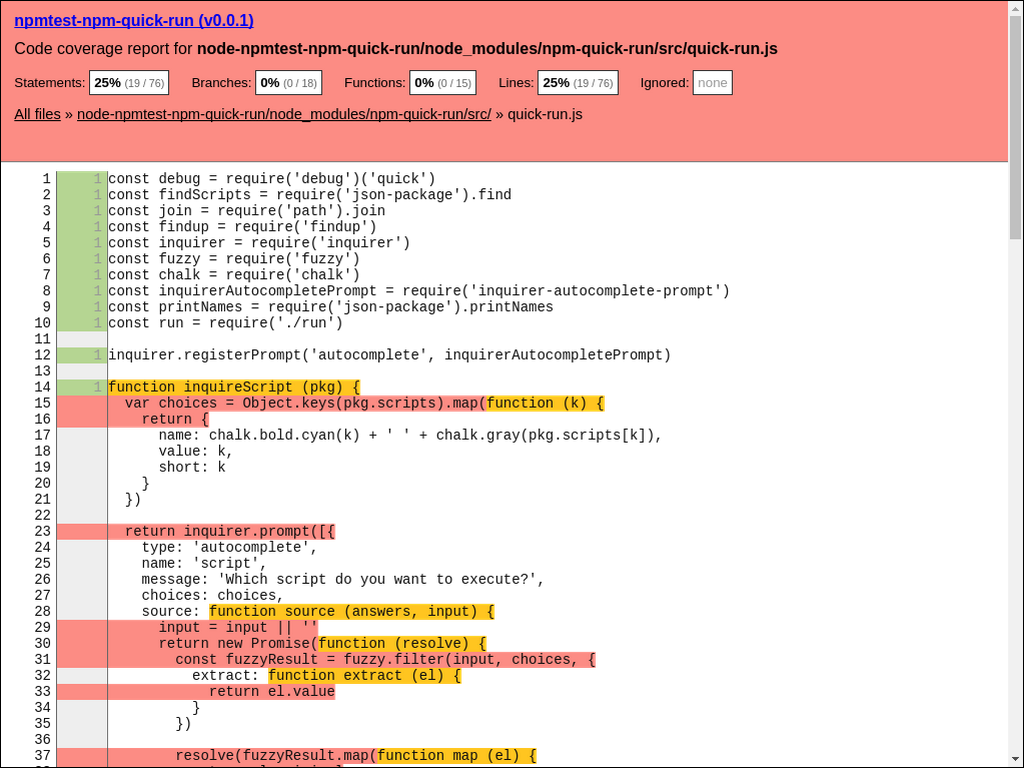 npmtest-npm-quick-run (v0.0.1)
Code coverage report for node-npmtest-npm-quick-run/node_modules/npm-quick-run/src/quick-run.js
Statements: 25% (19 / 76) Branches: 0% (0 / 18) Functions: 0% (0 / 15) Lines: 25% (19 / 76) Ignored: none
All files » node-npmtest-npm-quick-run/node_modules/npm-quick-run/src/ » quick-run.js
1 1 const debug = require('debug')('quick')
2 1 const findScripts = require('json-package').find
3 1 const join = require('path').join
4 1 const findup = require('findup')
5 1 const inquirer = require('inquirer')
6 1 const fuzzy = require('fuzzy')
7 1 const chalk = require('chalk')
8 1 const inquirerAutocompletePrompt = require('inquirer-autocomplete-prompt')
9 1 const printNames = require('json-package').printNames
10 1 const run = require('./run')
11
12 1 inquirer.registerPrompt('autocomplete', inquirerAutocompletePrompt)
13
14 1 function inquireScript (pkg) {
15 var choices = Object.keys(pkg.scripts).map(function (k) {
16 return {
17 name: chalk.bold.cyan(k) + ' ' + chalk.gray(pkg.scripts[k]),
18 value: k,
19 short: k
20 }
21 })
22
23 return inquirer.prompt([{
24 type: 'autocomplete',
25 name: 'script',
26 message: 'Which script do you want to execute?',
27 choices: choices,
28 source: function source (answers, input) {
29 input = input || ''
30 return new Promise(function (resolve) {
31 const fuzzyResult = fuzzy.filter(input, choices, {
32 extract: function extract (el) {
33 return el.value
34 }
35 })
36
37 resolve(fuzzyResult.map(function map (el) {